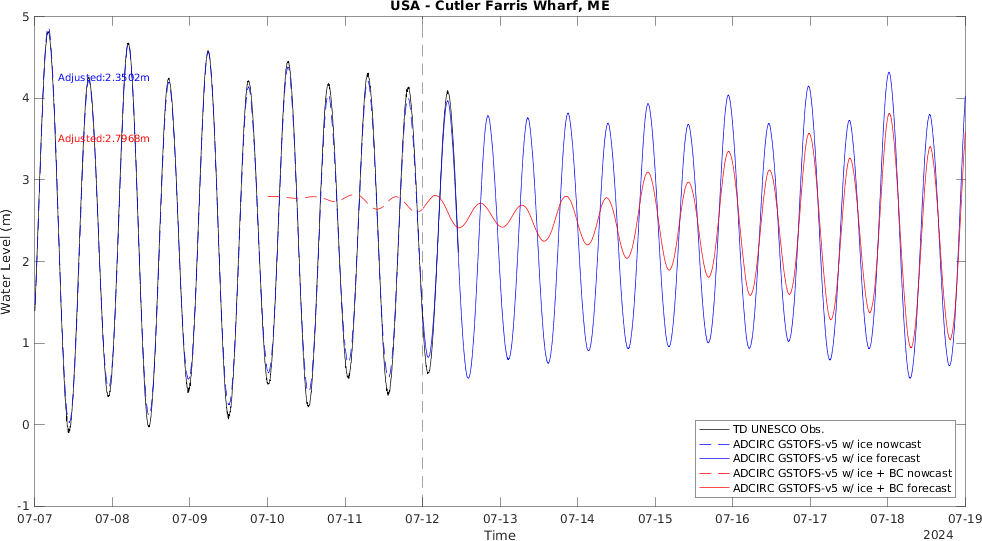 USA - Cutler Farris Wharf, ME
5
4
3
2
1
0
-1
Water Level (m)
Adjusted:2.3502m
Adjusted:2.7968m
TD UNESCO Obs.
ADCIRC GSTOFS-v5 w/ ice nowcast
ADCIRC GSTOFS-v5 w/ ice forecast
ADCIRC GSTOFS-v5 w/ ice + BC nowcast
ADCIRC GSTOFS-v5 w/ ice + BC forecast
07-07 07-08 07-09 07-10 07-11 07-12 07-13 07-14 07-15 07-16 07-17 07-18 07-19
Time
2024